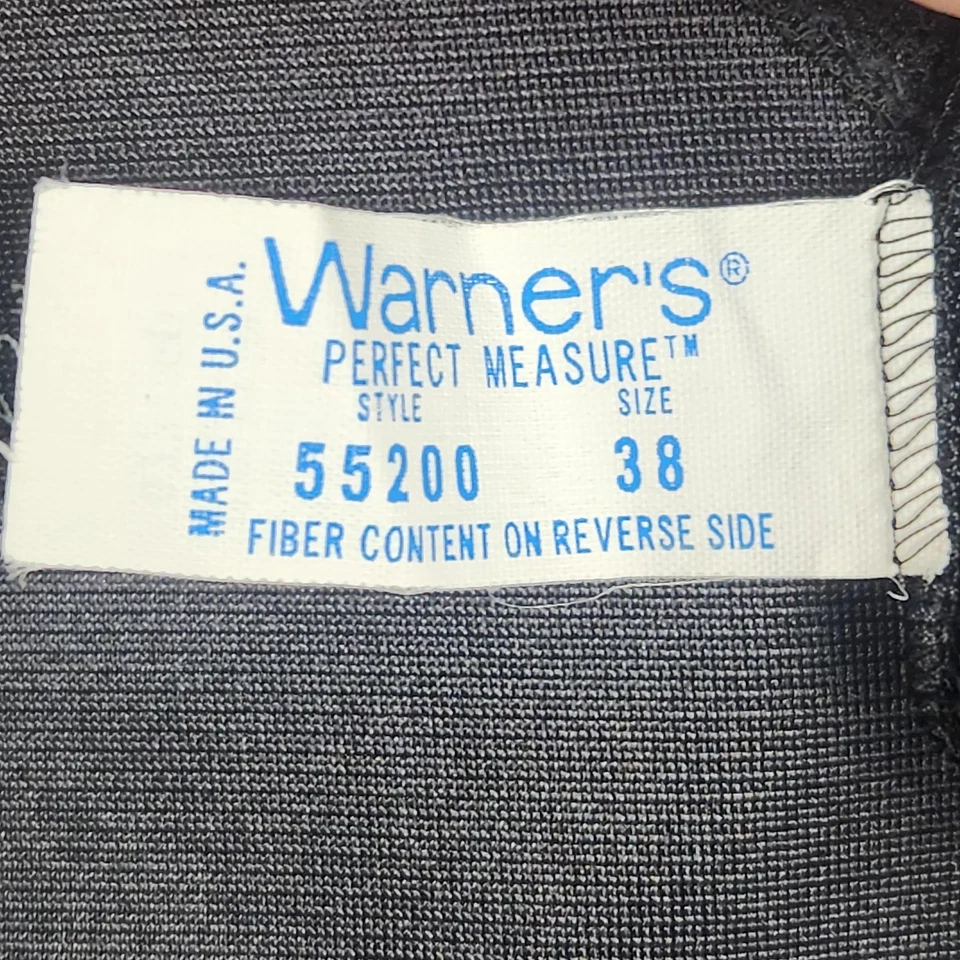 Warner's®
PERFECT MEASURE™
STYLE SIZE
55200 38
FIBER CONTENT ON REVERSE SIDE
MADE IN U.S.A.